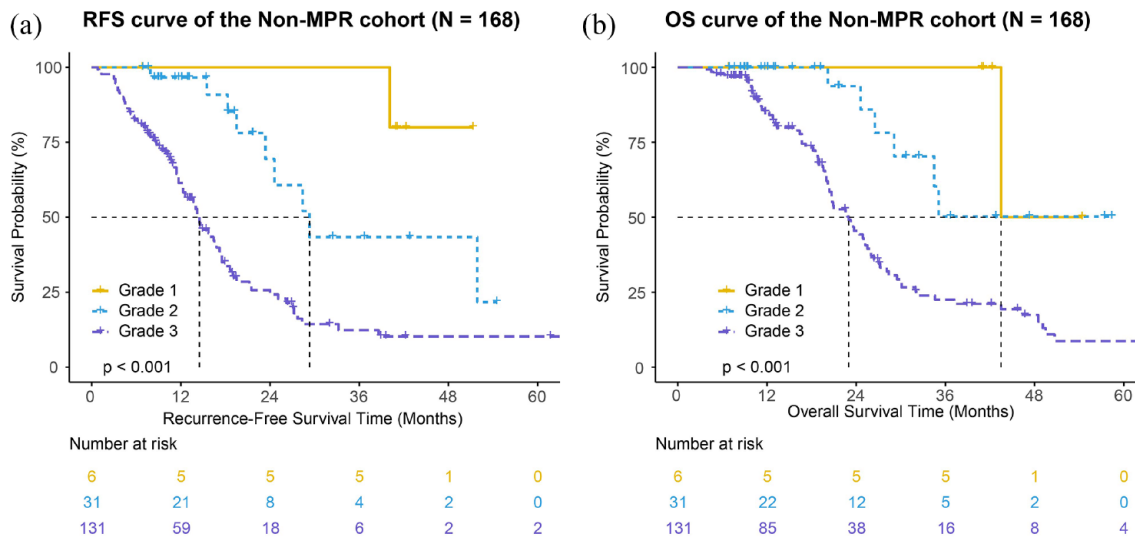 (a) RFS curve of the Non-MPR cohort (N = 168)
Survival Probability (%)
100
75
50
25
0
Grade 1
Grade 2
Grade 3
p < 0.001
0 12 24 36 48 60
Recurrence-Free Survival Time (Months)
Number at risk
6 5 5 5 1 0
31 21 8 4 2 0
131 59 18 6 2 2
(b) OS curve of the Non-MPR cohort (N = 168)
Survival Probability (%)
100
75
50
25
0
Grade 1
Grade 2
Grade 3
p < 0.001
0 12 24 36 48 60
Overall Survival Time (Months)
Number at risk
6 5 5 5 1 0
31 22 12 5 2 0
131 85 38 16 8 4